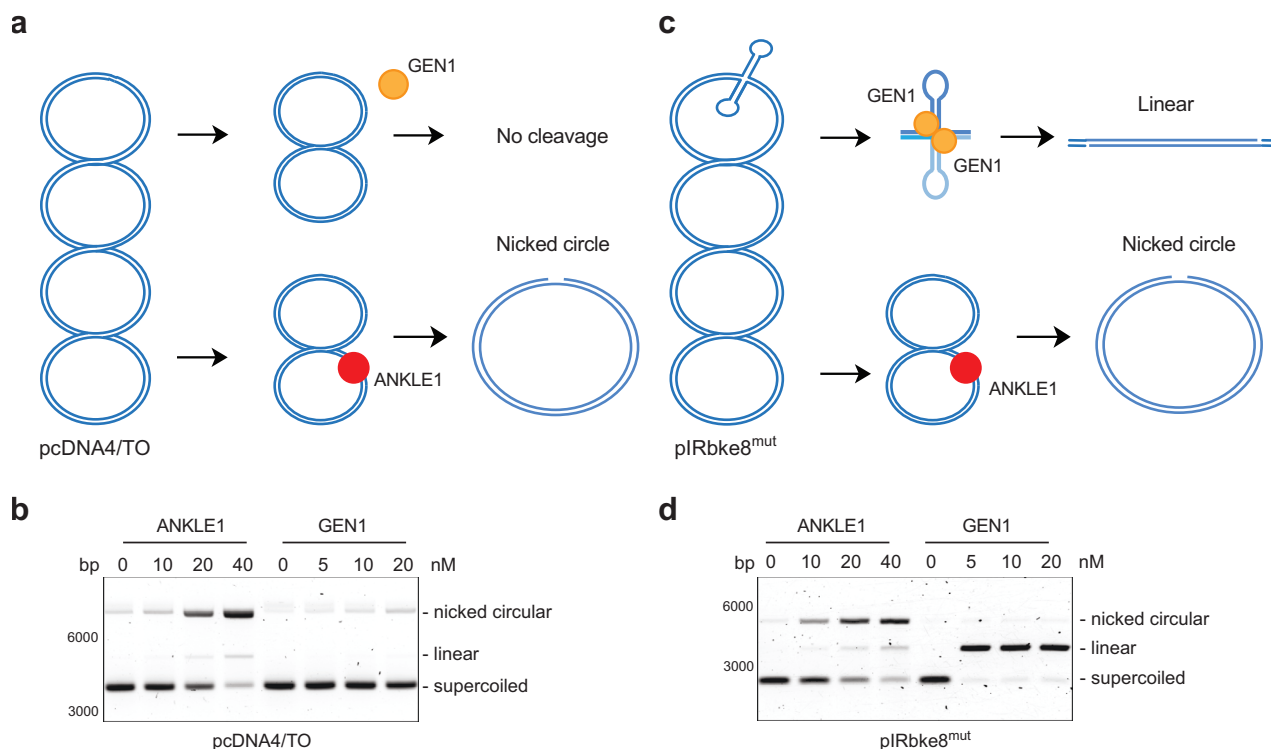 a
GEN1
No cleavage
Nicked circle
ANKLE1
pcDNA4/TO
b
ANKLE1 GEN1
bp 0 10 20 40 0 5 10 20 nM
- nicked circular
6000
- linear
- supercoiled
3000
pcDNA4/TO
c
GEN1
Linear
GEN1
Nicked circle
ANKLE1
pIRbke8mut
d
ANKLE1 GEN1
bp 0 10 20 40 0 5 10 20 nM
6000
- nicked circular
- linear
3000
- supercoiled
pIRbke8mut